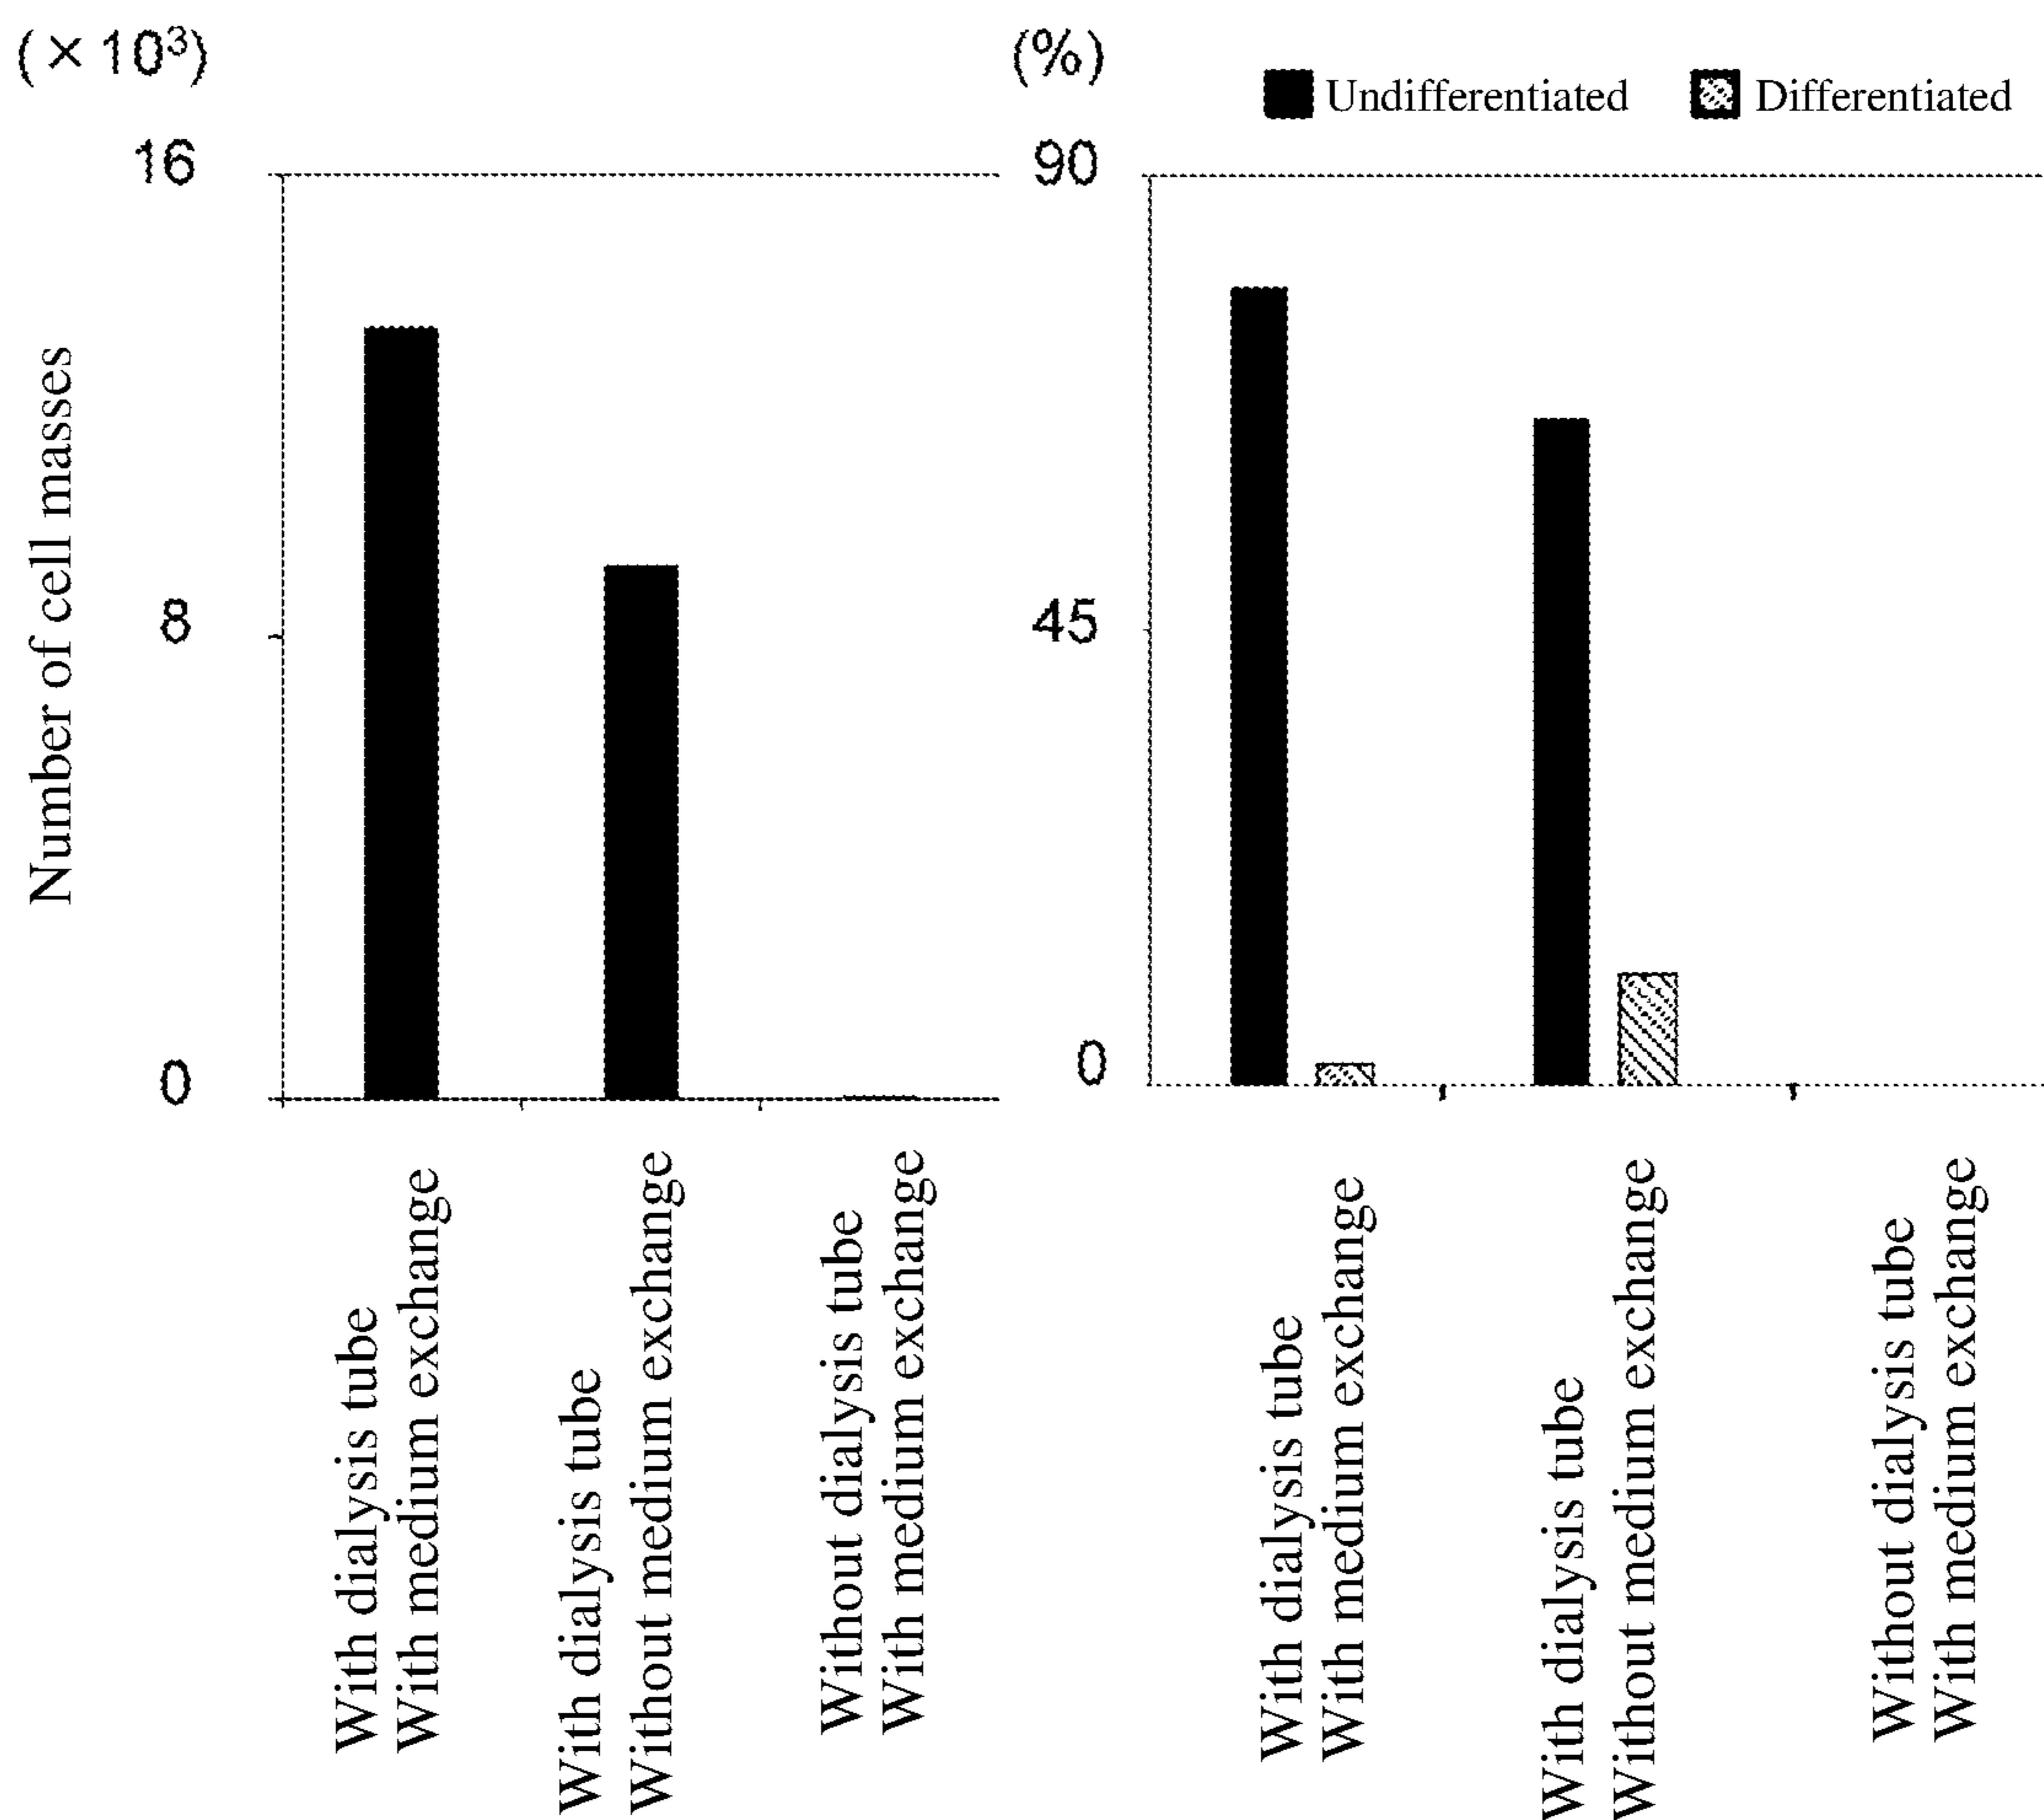 (×10³)
16
8
0
Number of cell masses
With dialysis tube
With medium exchange
With dialysis tube
Without medium exchange
Without dialysis tube
With medium exchange
(%)
Undifferentiated
Differentiated
90
45
0
With dialysis tube
With medium exchange
With dialysis tube
Without medium exchange
Without dialysis tube
With medium exchange